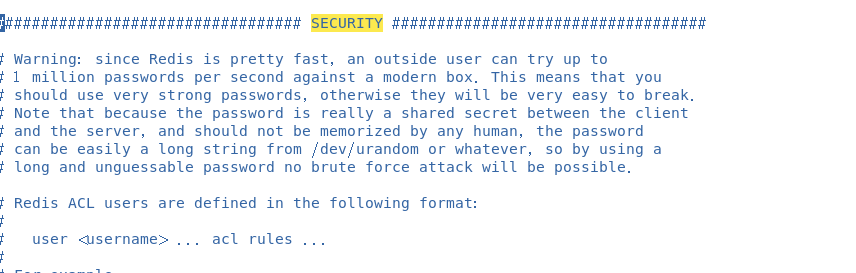 ################################ SECURITY ###################################

# Warning: since Redis is pretty fast, an outside user can try up to
# 1 million passwords per second against a modern box. This means that you
# should use very strong passwords, otherwise they will be very easy to break.
# Note that because the password is really a shared secret between the client
# and the server, and should not be memorized by any human, the password
# can be easily a long string from /dev/urandom or whatever, so by using a
# long and unguessable password no brute force attack will be possible.

# Redis ACL users are defined in the following format:
#
#   user <username> ... acl rules ...
#
# For example